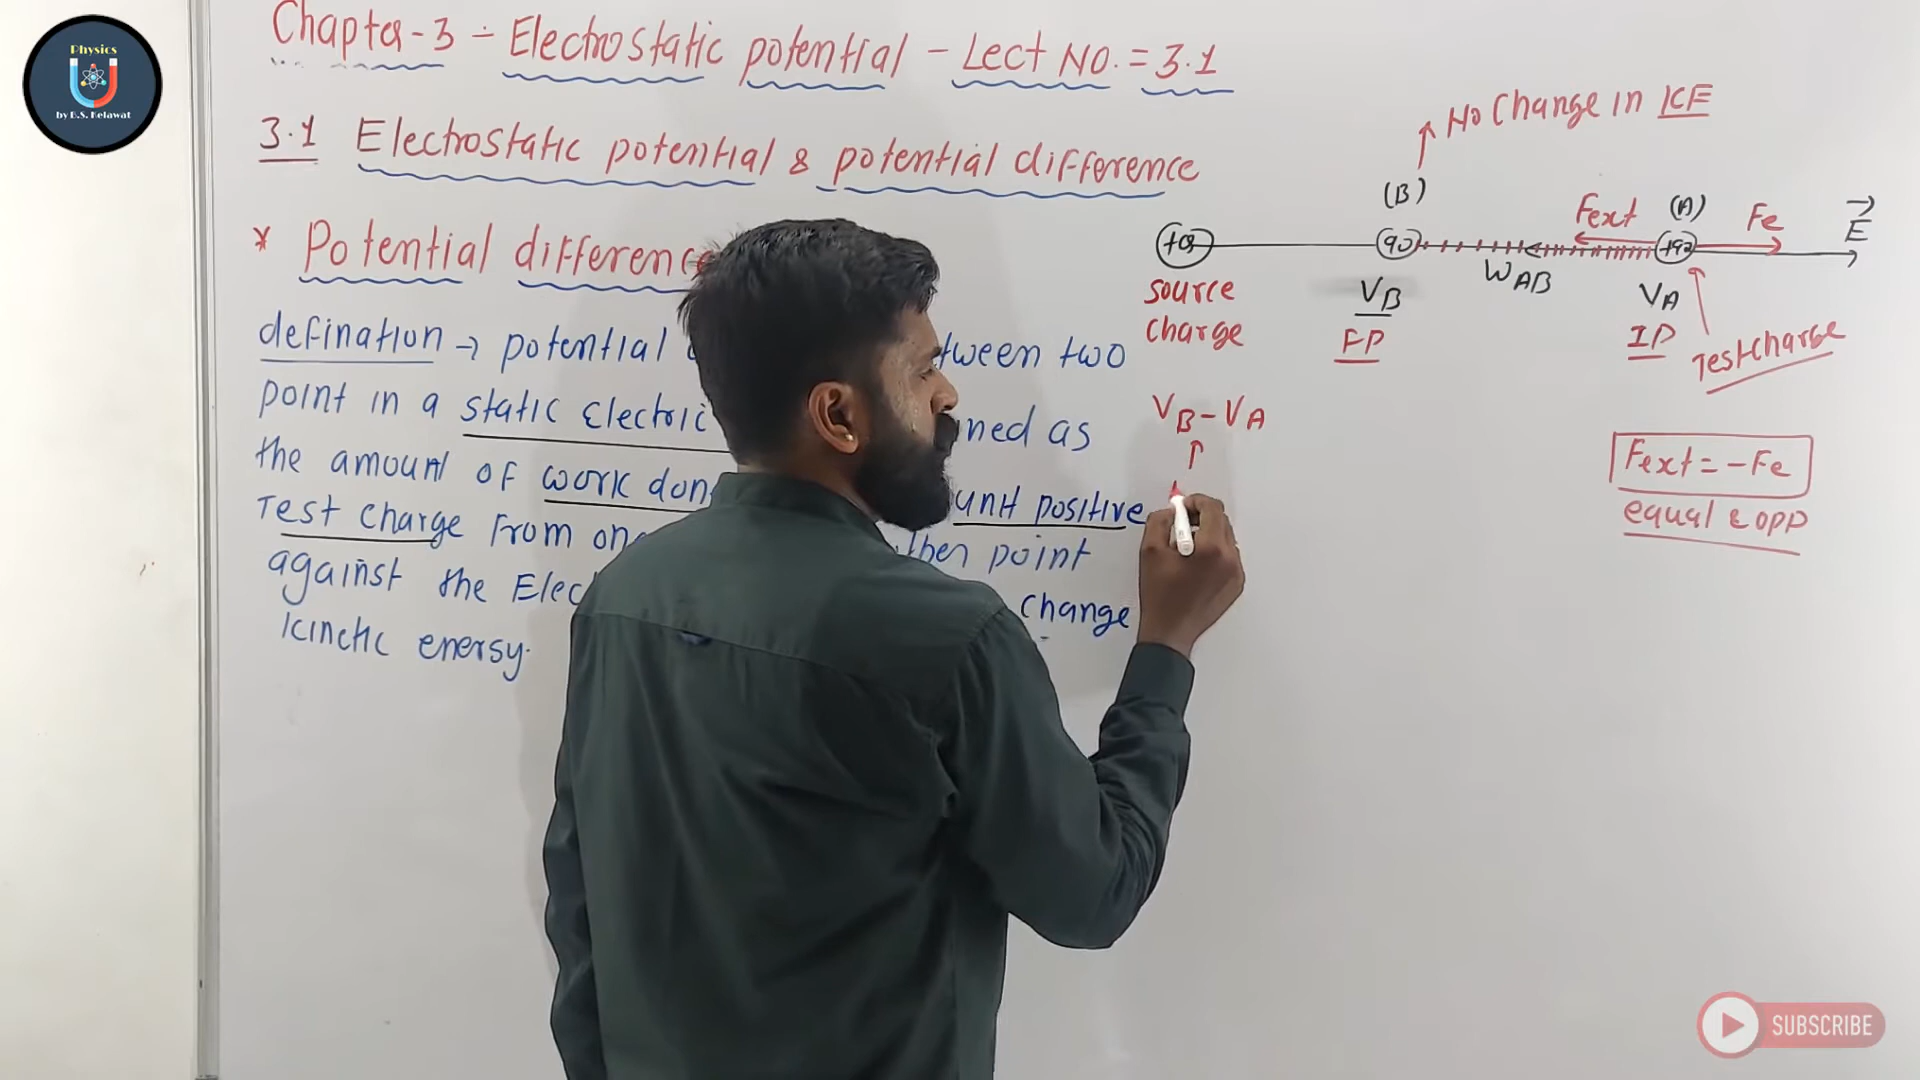 Physics
by B.S. Kelawat
Chapter-3 ÷ Electrostatic potential - Lect NO. = 3.1
3.1 Electrostatic potential & potential difference
* Potential differenc
defination → potential tween two
point in a static Electric ned as
the amount of work don unit positive
Test charge From on ther point
against the Elec change
kinetic energy.
No Change in KE
(B) Fext (A) Fe E
+Q q0 +q0
WAB
source
charge
VB VA
FP IP
Test charge
VB - VA
Fext = -Fe
equal & opp
SUBSCRIBE